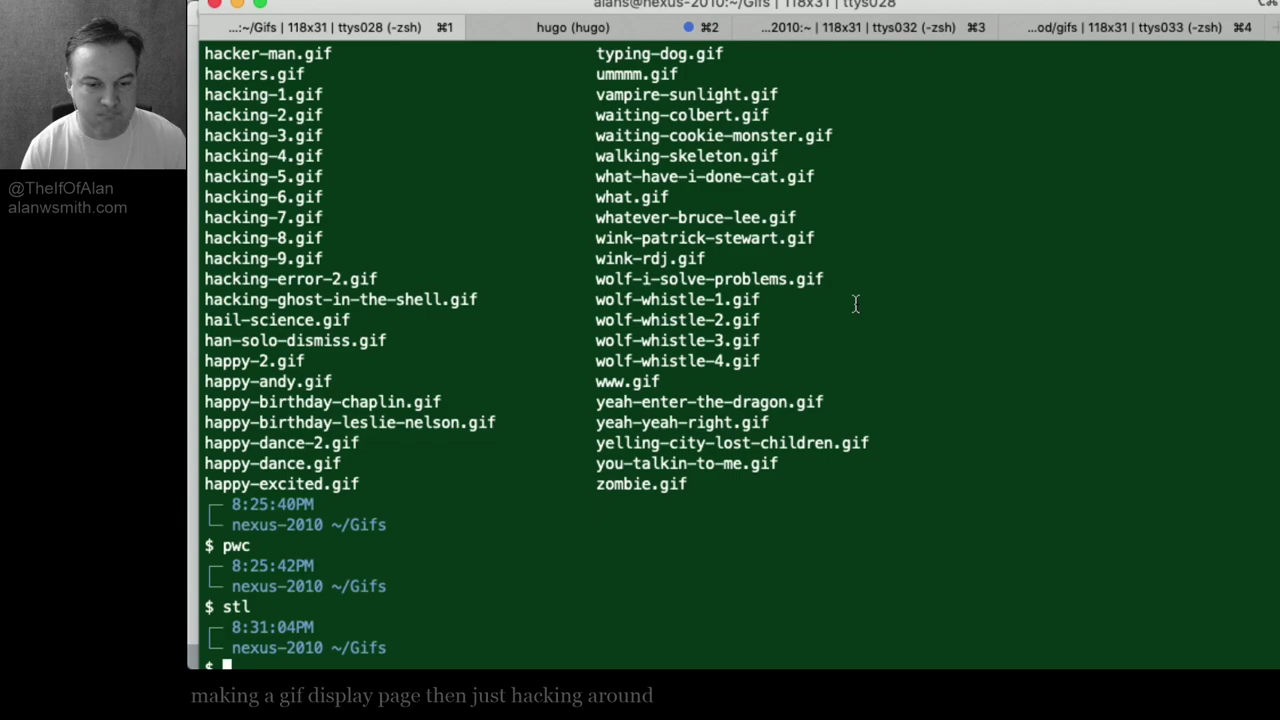 alans@nexus-2010:~/Gifs | 118x31 | ttys028
...:~/Gifs | 118x31 | ttys028 (-zsh) ⌘1
hugo (hugo) ⌘2
...2010:~ | 118x31 | ttys032 (-zsh) ⌘3
...od/gifs | 118x31 | ttys033 (-zsh) ⌘4
@TheIfOfAlan
alanwsmith.com
hacker-man.gif
hackers.gif
hacking-1.gif
hacking-2.gif
hacking-3.gif
hacking-4.gif
hacking-5.gif
hacking-6.gif
hacking-7.gif
hacking-8.gif
hacking-9.gif
hacking-error-2.gif
hacking-ghost-in-the-shell.gif
hail-science.gif
han-solo-dismiss.gif
happy-2.gif
happy-andy.gif
happy-birthday-chaplin.gif
happy-birthday-leslie-nelson.gif
happy-dance-2.gif
happy-dance.gif
happy-excited.gif
typing-dog.gif
ummmm.gif
vampire-sunlight.gif
waiting-colbert.gif
waiting-cookie-monster.gif
walking-skeleton.gif
what-have-i-done-cat.gif
what.gif
whatever-bruce-lee.gif
wink-patrick-stewart.gif
wink-rdj.gif
wolf-i-solve-problems.gif
wolf-whistle-1.gif
wolf-whistle-2.gif
wolf-whistle-3.gif
wolf-whistle-4.gif
www.gif
yeah-enter-the-dragon.gif
yeah-yeah-right.gif
yelling-city-lost-children.gif
you-talkin-to-me.gif
zombie.gif
8:25:40PM
nexus-2010 ~/Gifs
$ pwc
8:25:42PM
nexus-2010 ~/Gifs
$ stl
8:31:04PM
nexus-2010 ~/Gifs
$
making a gif display page then just hacking around